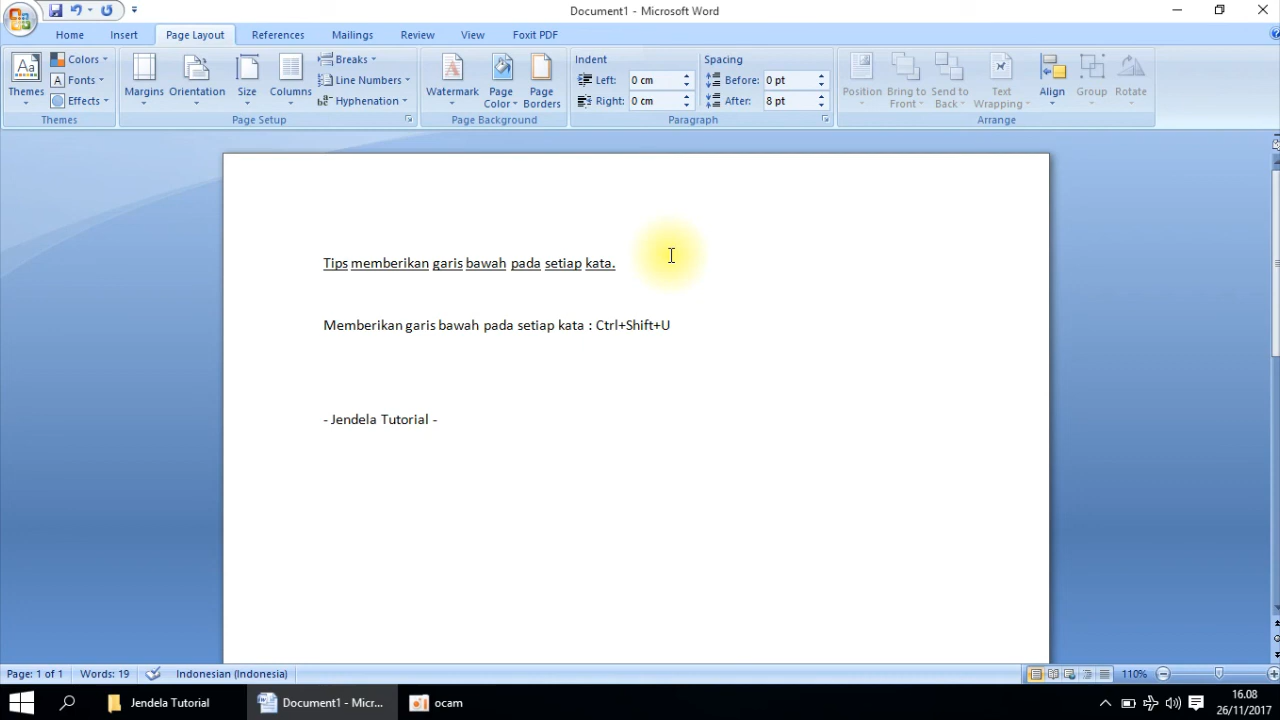 Document1 - Microsoft Word
Home Insert Page Layout References Mailings Review View Foxit PDF
Themes
Colors
Fonts
Effects
Themes
Margins
Orientation
Size
Columns
Breaks
Line Numbers
Hyphenation
Page Setup
Watermark
Page Color
Page Borders
Page Background
Indent
Left: 0 cm
Right: 0 cm
Spacing
Before: 0 pt
After: 8 pt
Paragraph
Position
Bring to Front
Send to Back
Text Wrapping
Align
Group
Rotate
Arrange
Tips memberikan garis bawah pada setiap kata.
Memberikan garis bawah pada setiap kata : Ctrl+Shift+U
- Jendela Tutorial -
Page: 1 of 1 Words: 19 Indonesian (Indonesia) 110%
Jendela Tutorial Document1 - Micr... ocam
16.08
26/11/2017